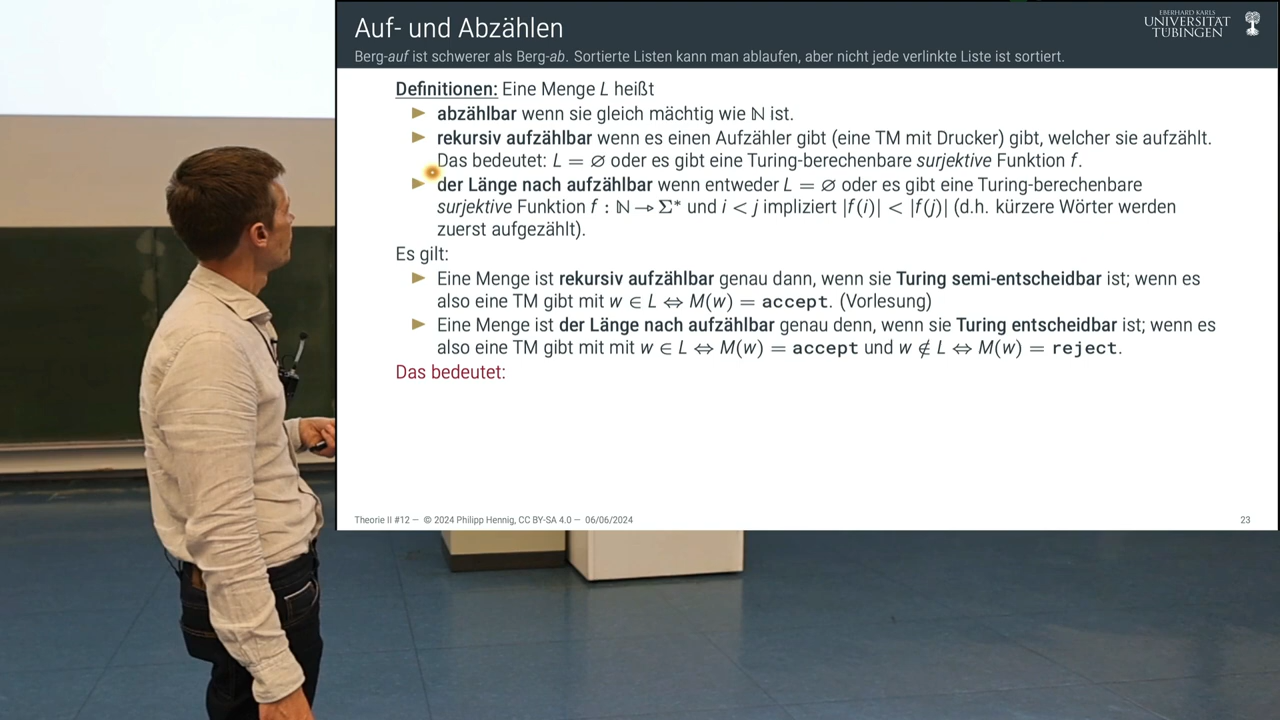 Auf- und Abzählen
Berg-auf ist schwerer als Berg-ab. Sortierte Listen kann man ablaufen, aber nicht jede verlinkte Liste ist sortiert.
EBERHARD KARLS
UNIVERSITÄT
TÜBINGEN
Definitionen: Eine Menge L heißt
abzählbar wenn sie gleich mächtig wie ℕ ist.
rekursiv aufzählbar wenn es einen Aufzähler gibt (eine TM mit Drucker) gibt, welcher sie aufzählt.
Das bedeutet: L = ∅ oder es gibt eine Turing-berechenbare surjektive Funktion f.
der Länge nach aufzählbar wenn entweder L = ∅ oder es gibt eine Turing-berechenbare
surjektive Funktion f : ℕ → Σ* und i < j impliziert |f(i)| < |f(j)| (d.h. kürzere Wörter werden
zuerst aufgezählt).
Es gilt:
Eine Menge ist rekursiv aufzählbar genau dann, wenn sie Turing semi-entscheidbar ist; wenn es
also eine TM gibt mit w ∈ L ⇔ M(w) = accept. (Vorlesung)
Eine Menge ist der Länge nach aufzählbar genau denn, wenn sie Turing entscheidbar ist; wenn es
also eine TM gibt mit mit w ∈ L ⇔ M(w) = accept und w ∉ L ⇔ M(w) = reject.
Das bedeutet:
Theorie II #12 — © 2024 Philipp Hennig, CC BY-SA 4.0 — 06/06/2024
23